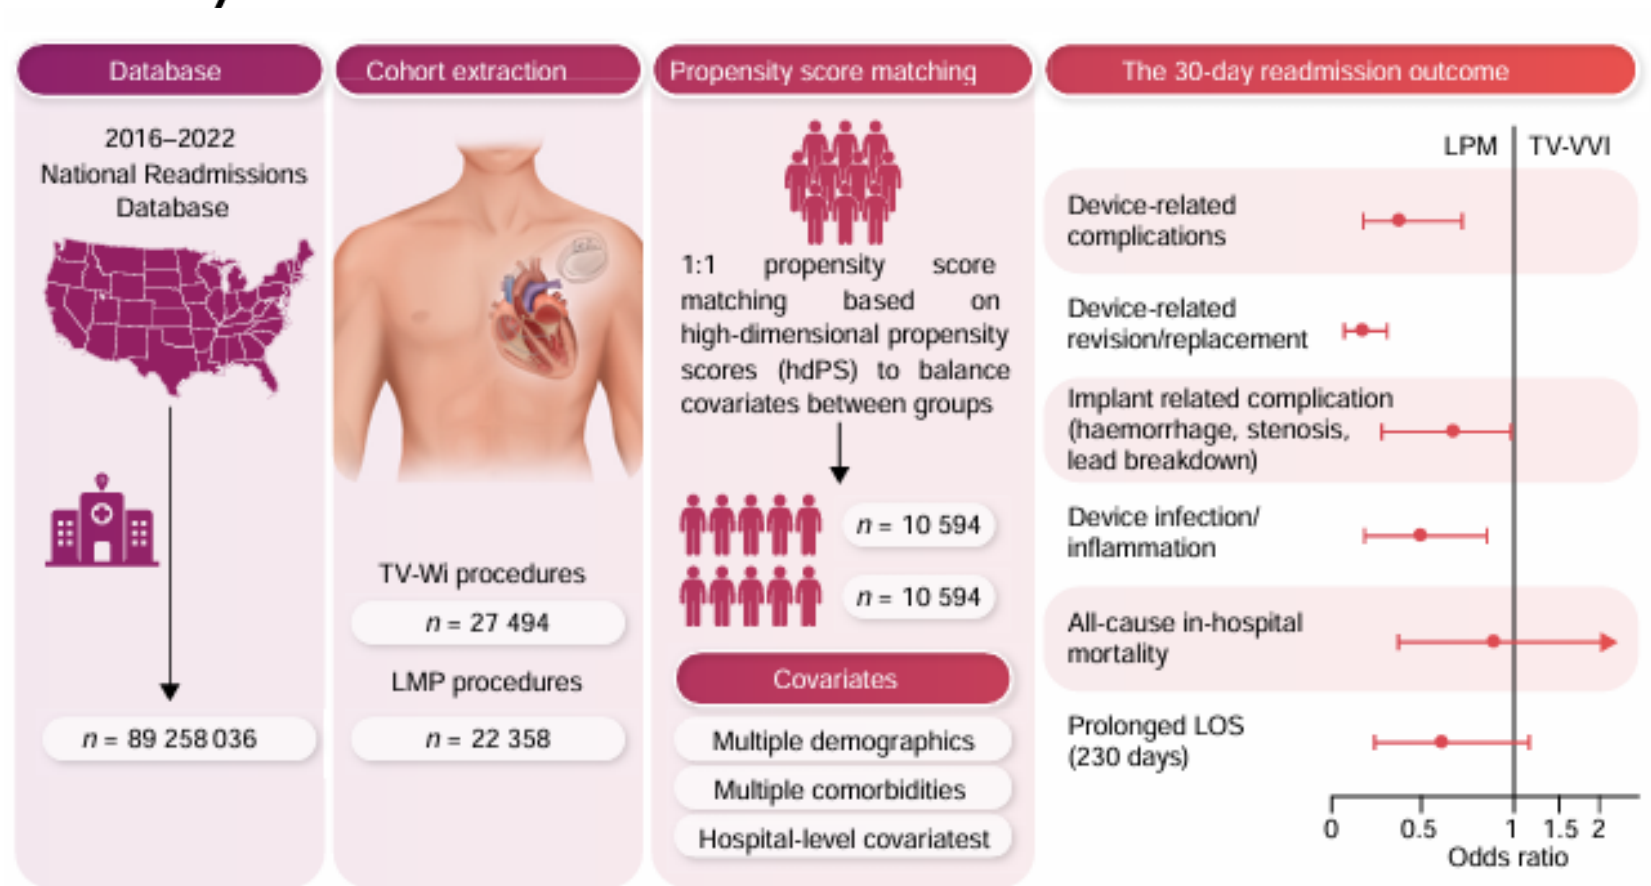 Database
2016–2022
National Readmissions
Database
n = 89 258 036
Cohort extraction
TV-Wi procedures
n = 27 494
LMP procedures
n = 22 358
Propensity score matching
1:1 propensity score
matching based on
high-dimensional propensity
scores (hdPS) to balance
covariates between groups
n = 10 594
n = 10 594
Covariates
Multiple demographics
Multiple comorbidities
Hospital-level covariatest
The 30-day readmission outcome
LPM TV-VVI
Device-related
complications
Device-related
revision/replacement
Implant related complication
(haemorrhage, stenosis,
lead breakdown)
Device infection/
inflammation
All-cause in-hospital
mortality
Prolonged LOS
(230 days)
0 0.5 1 1.5 2
Odds ratio